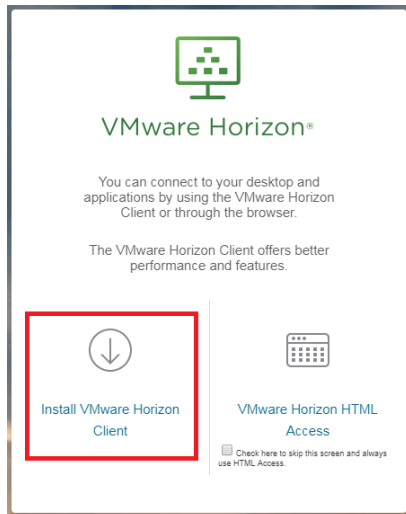 VMware Horizon®
You can connect to your desktop and
applications by using the VMware Horizon
Client or through the browser.
The VMware Horizon Client offers better
performance and features.
Install VMware Horizon
Client
VMware Horizon HTML
Access
Check here to skip this screen and always
use HTML Access.